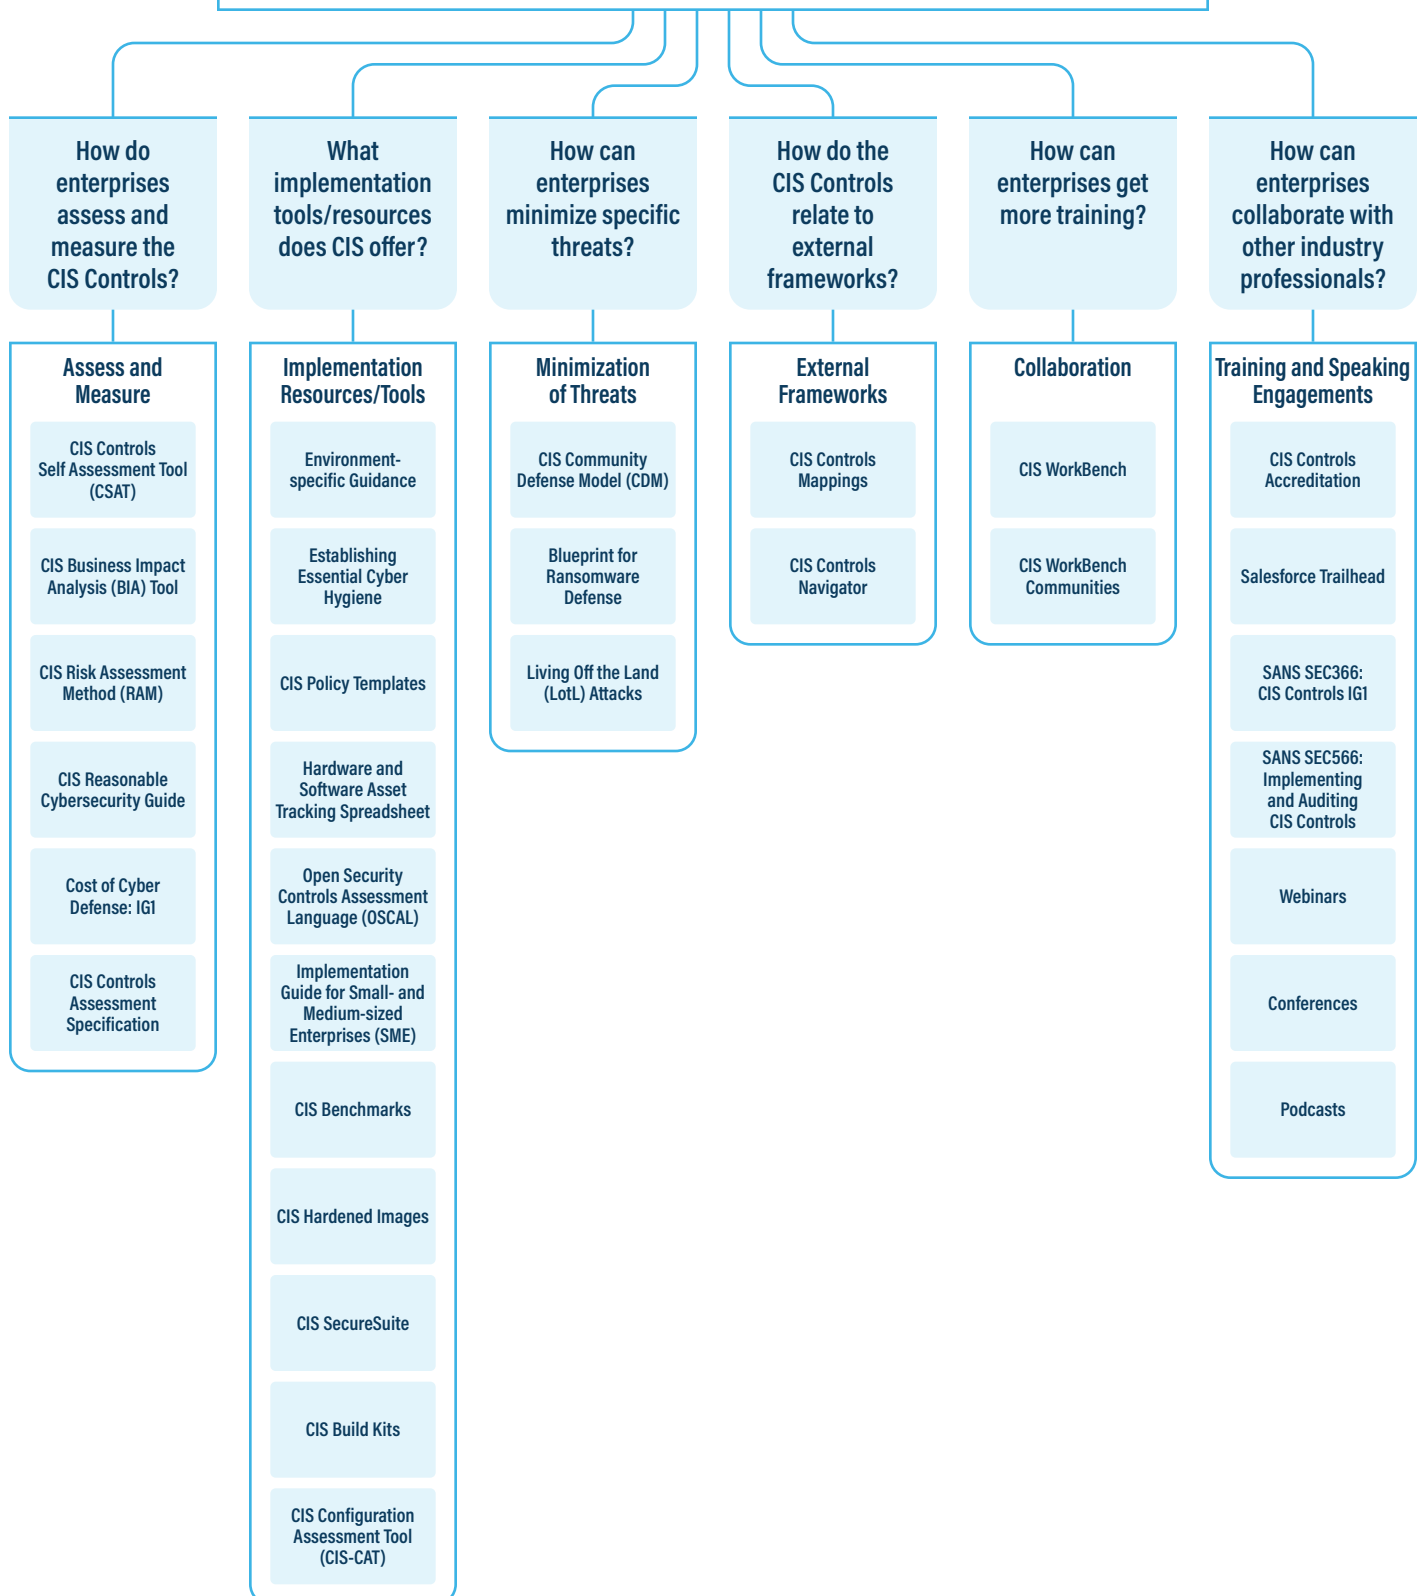 How do
enterprises
assess and
measure the
CIS Controls?
What
implementation
tools/resources
does CIS offer?
How can
enterprises
minimize specific
threats?
How do the
CIS Controls
relate to
external
frameworks?
How can
enterprises get
more training?
How can
enterprises
collaborate with
other industry
professionals?
Assess and
Measure
CIS Controls
Self Assessment Tool
(CSAT)
CIS Business Impact
Analysis (BIA) Tool
CIS Risk Assessment
Method (RAM)
CIS Reasonable
Cybersecurity Guide
Cost of Cyber
Defense: IG1
CIS Controls
Assessment
Specification
Implementation
Resources/Tools
Environment-
specific Guidance
Establishing
Essential Cyber
Hygiene
CIS Policy Templates
Hardware and
Software Asset
Tracking Spreadsheet
Open Security
Controls Assessment
Language (OSCAL)
Implementation
Guide for Small- and
Medium-sized
Enterprises (SME)
CIS Benchmarks
CIS Hardened Images
CIS SecureSuite
CIS Build Kits
CIS Configuration
Assessment Tool
(CIS-CAT)
Minimization
of Threats
CIS Community
Defense Model (CDM)
Blueprint for
Ransomware
Defense
Living Off the Land
(LotL) Attacks
External
Frameworks
CIS Controls
Mappings
CIS Controls
Navigator
Collaboration
CIS WorkBench
CIS WorkBench
Communities
Training and Speaking
Engagements
CIS Controls
Accreditation
Salesforce Trailhead
SANS SEC366:
CIS Controls IG1
SANS SEC566:
Implementing
and Auditing
CIS Controls
Webinars
Conferences
Podcasts